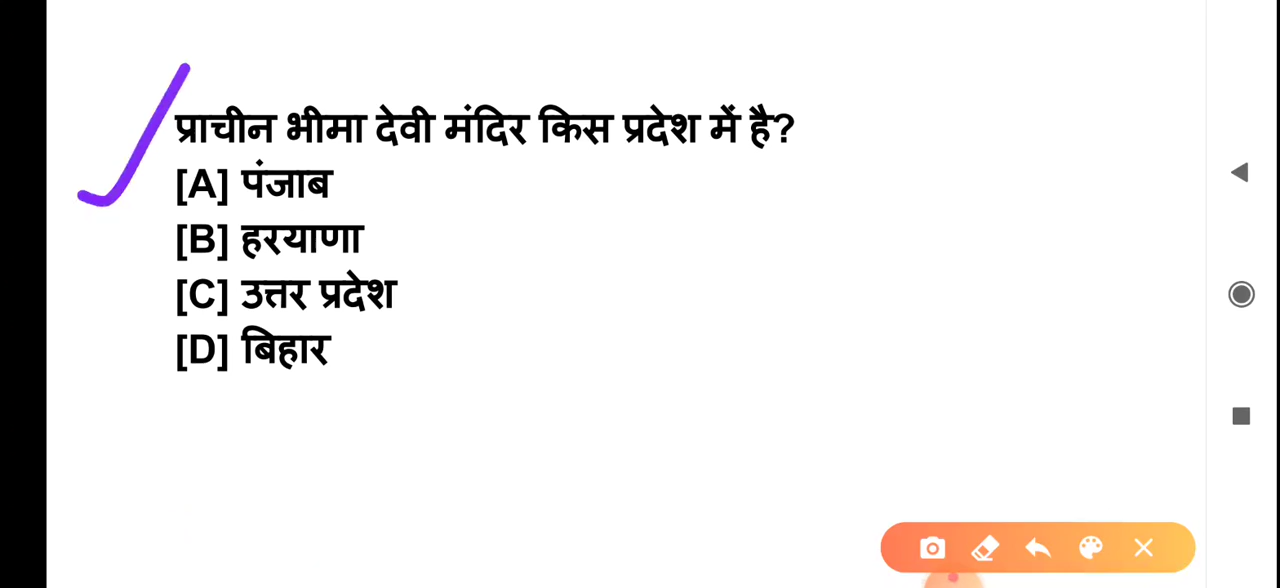 प्राचीन भीमा देवी मंदिर किस प्रदेश में है?
[A] पंजाब
[B] हरयाणा
[C] उत्तर प्रदेश
[D] बिहार